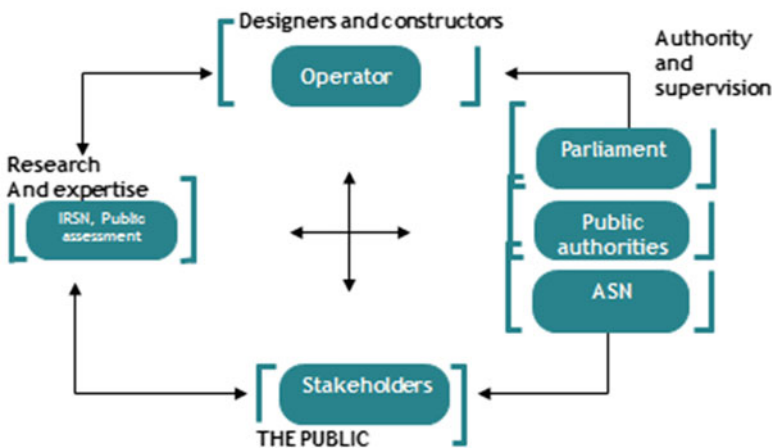 Designers and constructors
Operator
Authority
and
supervision
Parliament
Research
And expertise
IRSN, Public
assessment
Public
authorities
ASN
Stakeholders
THE PUBLIC